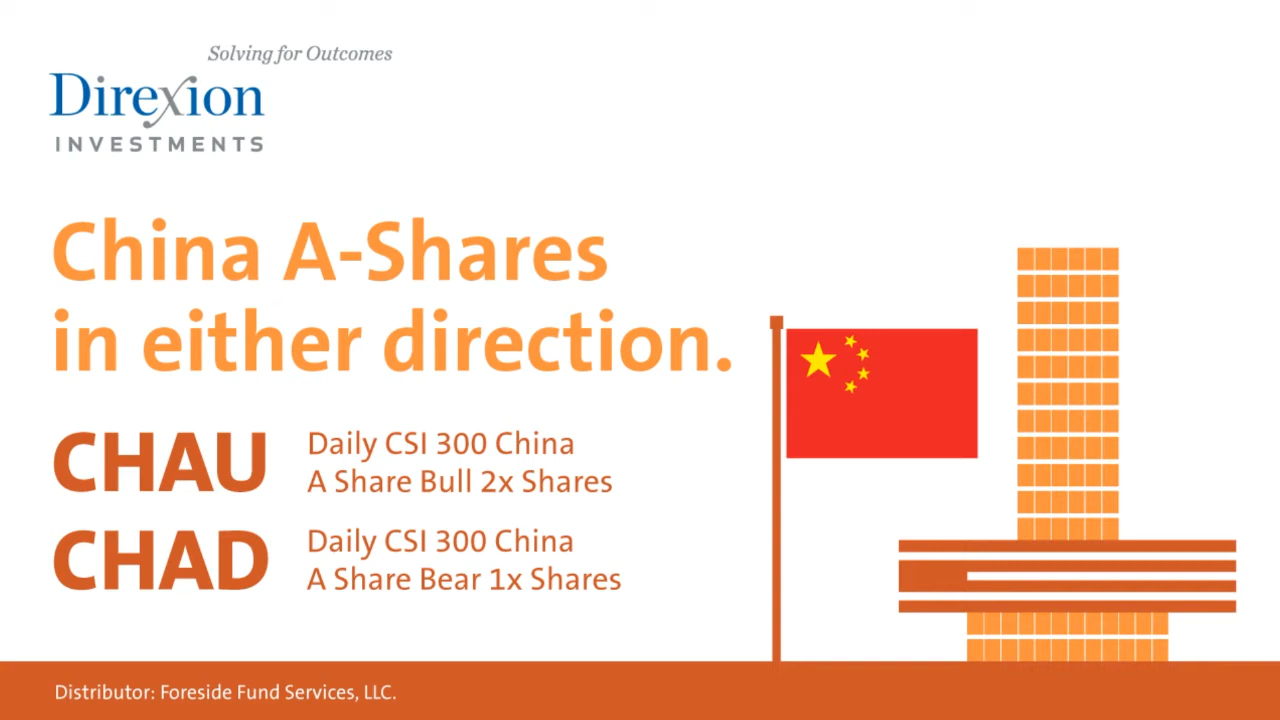 Solving for Outcomes
Direxion
INVESTMENTS
China A-Shares
in either direction.
CHAU
Daily CSI 300 China
A Share Bull 2x Shares
CHAD
Daily CSI 300 China
A Share Bear 1x Shares
Distributor: Foreside Fund Services, LLC.